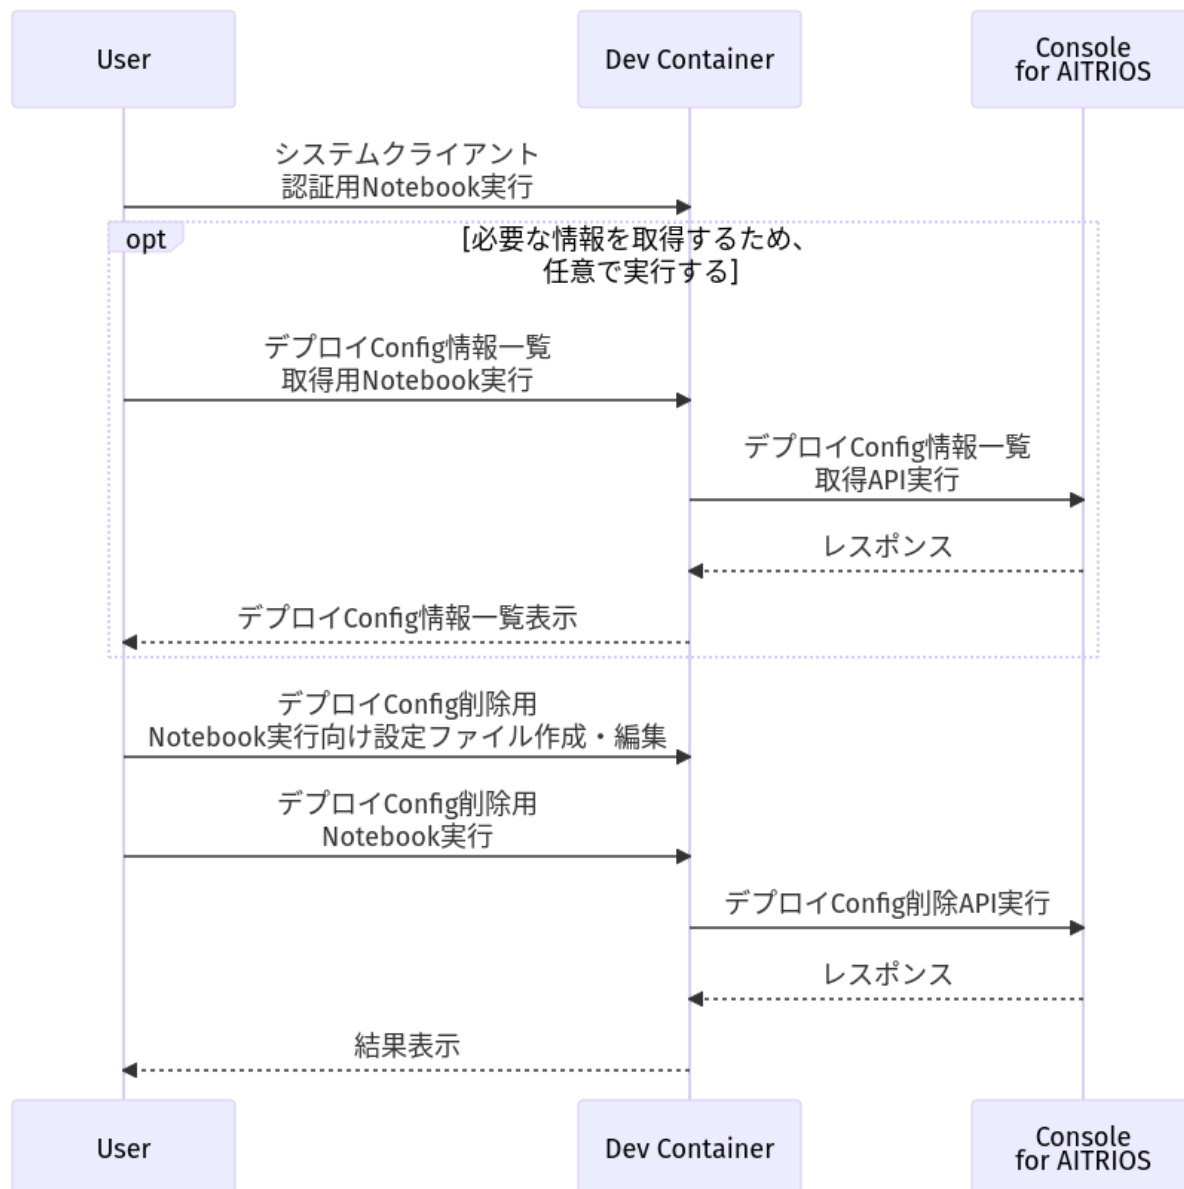 User
Dev Container
Console
for AITRIOS
システムクライアント
認証用Notebook実行
opt
[必要な情報を取得するため、
任意で実行する]
デプロイConfig情報一覧
取得用Notebook実行
デプロイConfig情報一覧
取得API実行
レスポンス
デプロイConfig情報一覧表示
デプロイConfig削除用
Notebook実行向け設定ファイル作成・編集
デプロイConfig削除用
Notebook実行
デプロイConfig削除API実行
レスポンス
結果表示
User
Dev Container
Console
for AITRIOS